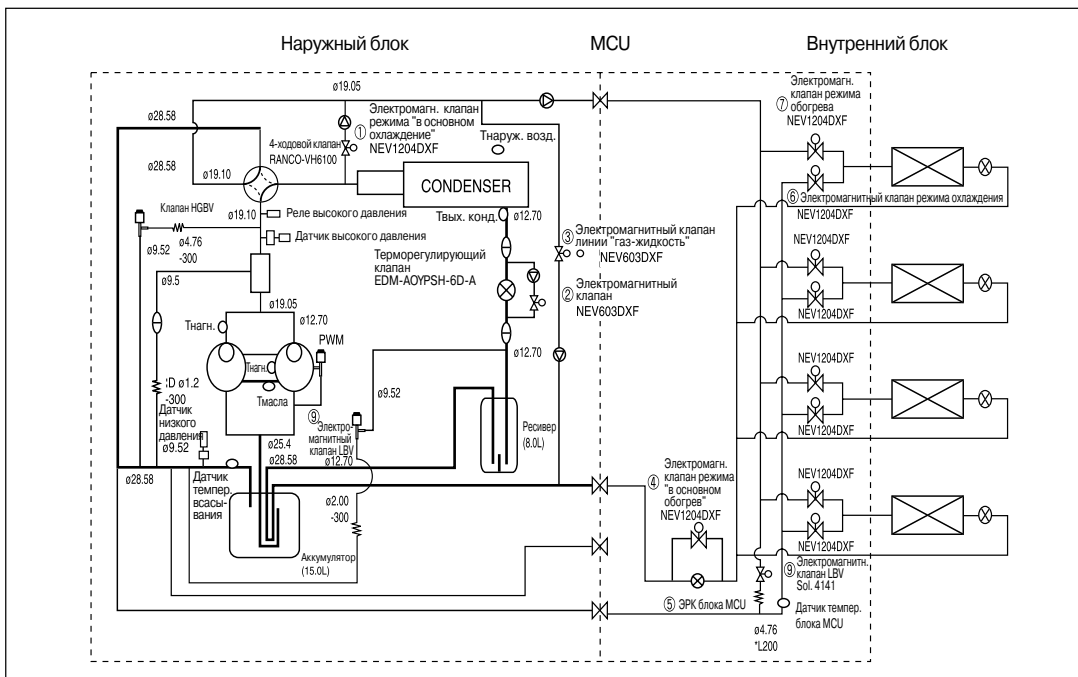 Наружный блок
MCU
Внутренний блок
ø19.05
ø28.58
ø28.58
ø19.10
4-ходовой клапан
RANCO-VH6100
① Электромагн. клапан
режима "в основном
охлаждение"
NEV1204DXF
Тнаруж. возд.
CONDENSER
Твых. конд.
ø12.70
Клапан HGBV
ø19.10
Реле высокого давления
Датчик высокого давления
ø4.76
-300
ø9.52
ø9.5
Терморегулирующий
клапан
EDM-AOYPSH-6D-A
③ Электромагнитный клапан
линии "газ-жидкость"
NEV603DXF
② Электромагнитный
клапан
NEV603DXF
ø19.05
Тнагн.
ø12.70
PWM
Тнагн.
Тмасла
ø12.70
ø9.52
:D ø1.2
-300
Датчик
низкого
давления
ø9.52
⑨
Электро-
магнитный
клапан LBV
ø12.70
Ресивер
(8.0L)
ø25.4
ø28.58
ø28.58
Датчик
темпер.
всасы-
вания
ø2.00
-300
Аккумулятор
(15.0L)
④
Электромагн.
клапан режима
"в основном
обогрев"
NEV1204DXF
⑤ ЭРК блока MCU
⑦
Электромагн.
клапан режима
обогрева
NEV1204DXF
⑥ Электромагнитный клапан режима охлаждения
NEV1204DXF
NEV1204DXF
NEV1204DXF
NEV1204DXF
NEV1204DXF
NEV1204DXF
NEV1204DXF
⑨ Электромагнитн.
клапан LBV
Sol. 4141
Датчик темпер.
блока MCU
ø4.76
*L200